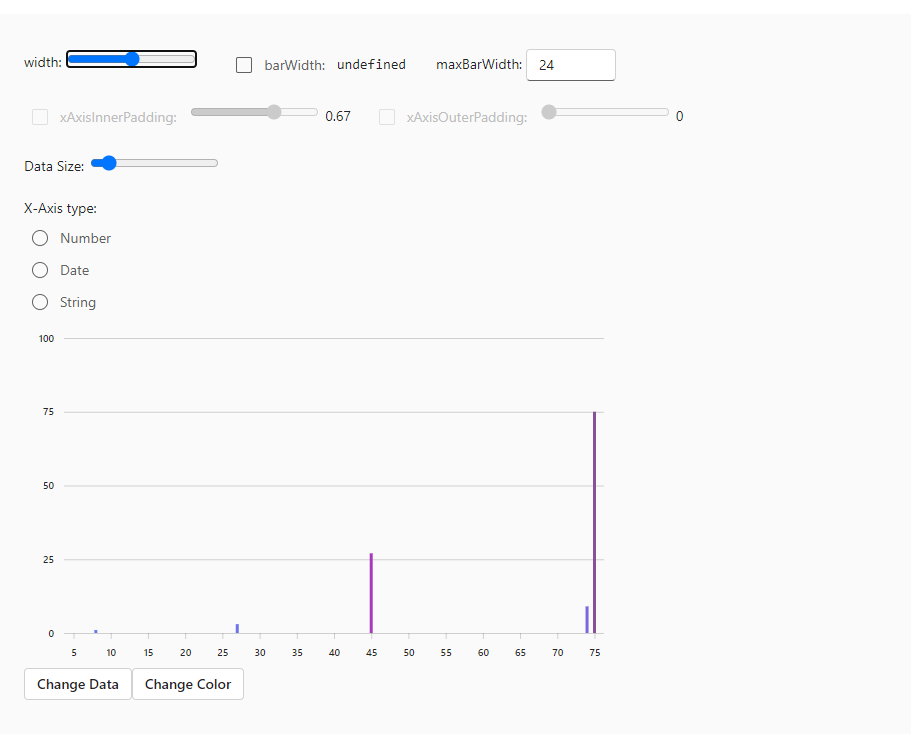 width: barWidth: undefined maxBarWidth: 24
xAxisInnerPadding: 0.67 xAxisOuterPadding: 0
Data Size:
X-Axis type:
Number
Date
String
100
75
50
25
0
5 10 15 20 25 30 35 40 45 50 55 60 65 70 75
Change Data Change Color